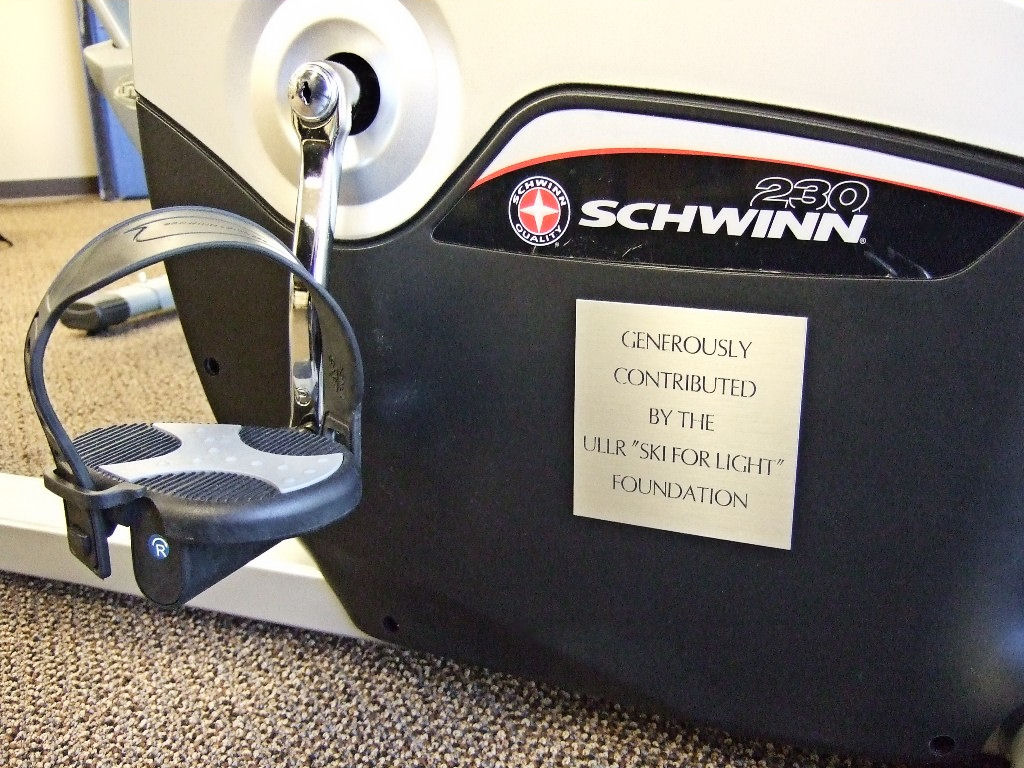 SCHWINN
QUALITY
230
SCHWINN®
GENEROUSLY
CONTRIBUTED
BY THE
ULLR "SKI FOR LIGHT"
FOUNDATION
R